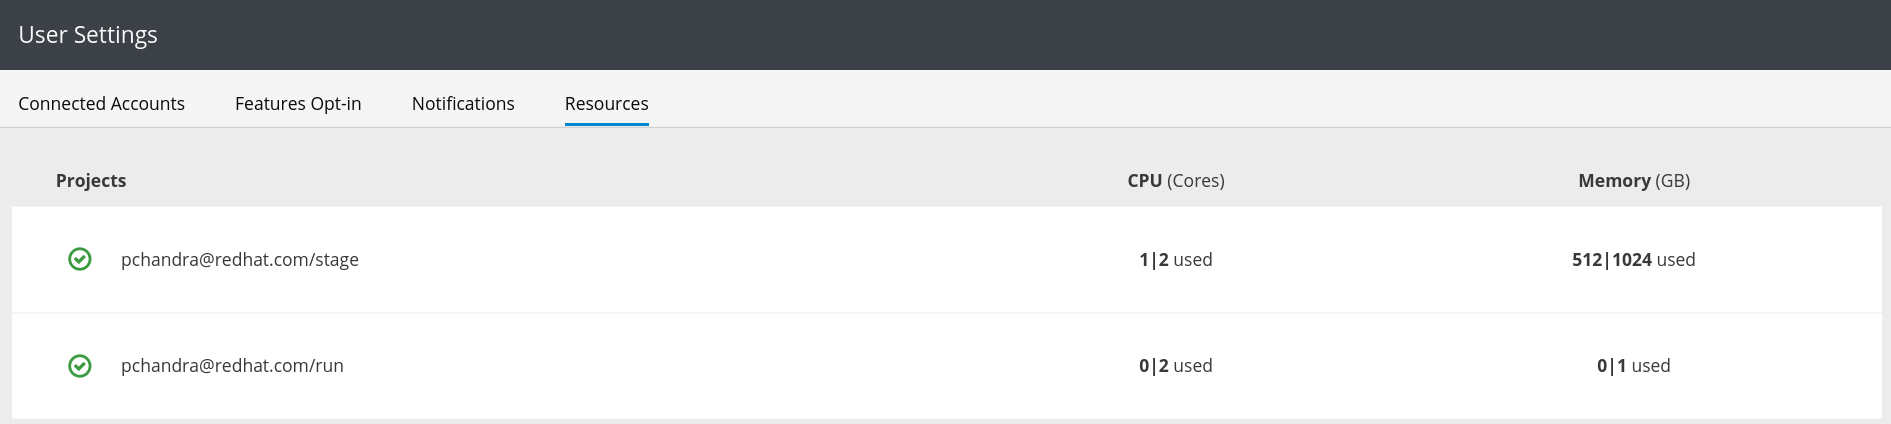 User Settings
Connected Accounts Features Opt-in Notifications Resources
Projects CPU (Cores) Memory (GB)
pchandra@redhat.com/stage 1|2 used 512|1024 used
pchandra@redhat.com/run 0|2 used 0|1 used